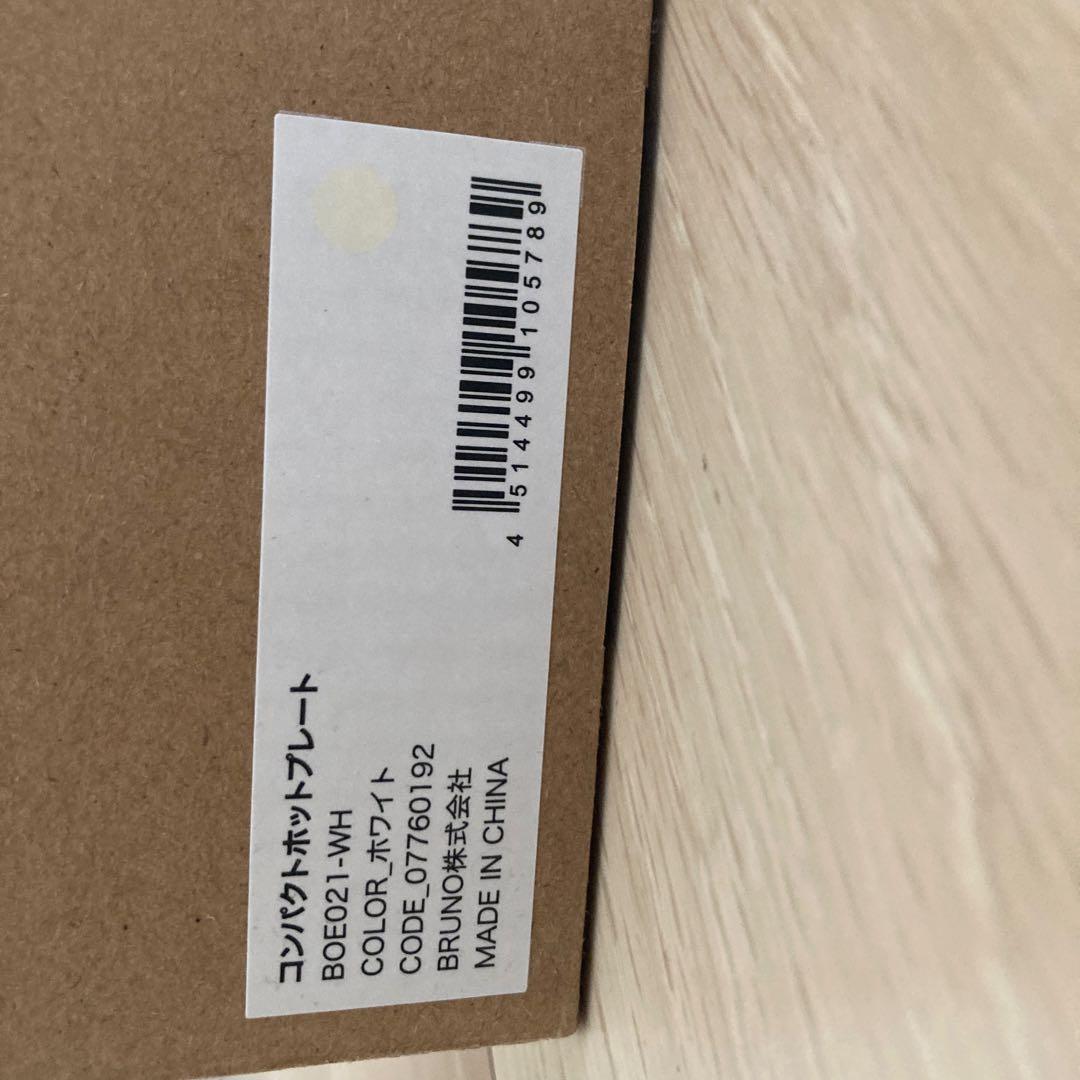 コンパクトホットプレート
BOE021-WH
COLOR_ホワイト
CODE_07760192
BRUNO株式会社
MADE IN CHINA
4 514499 105789